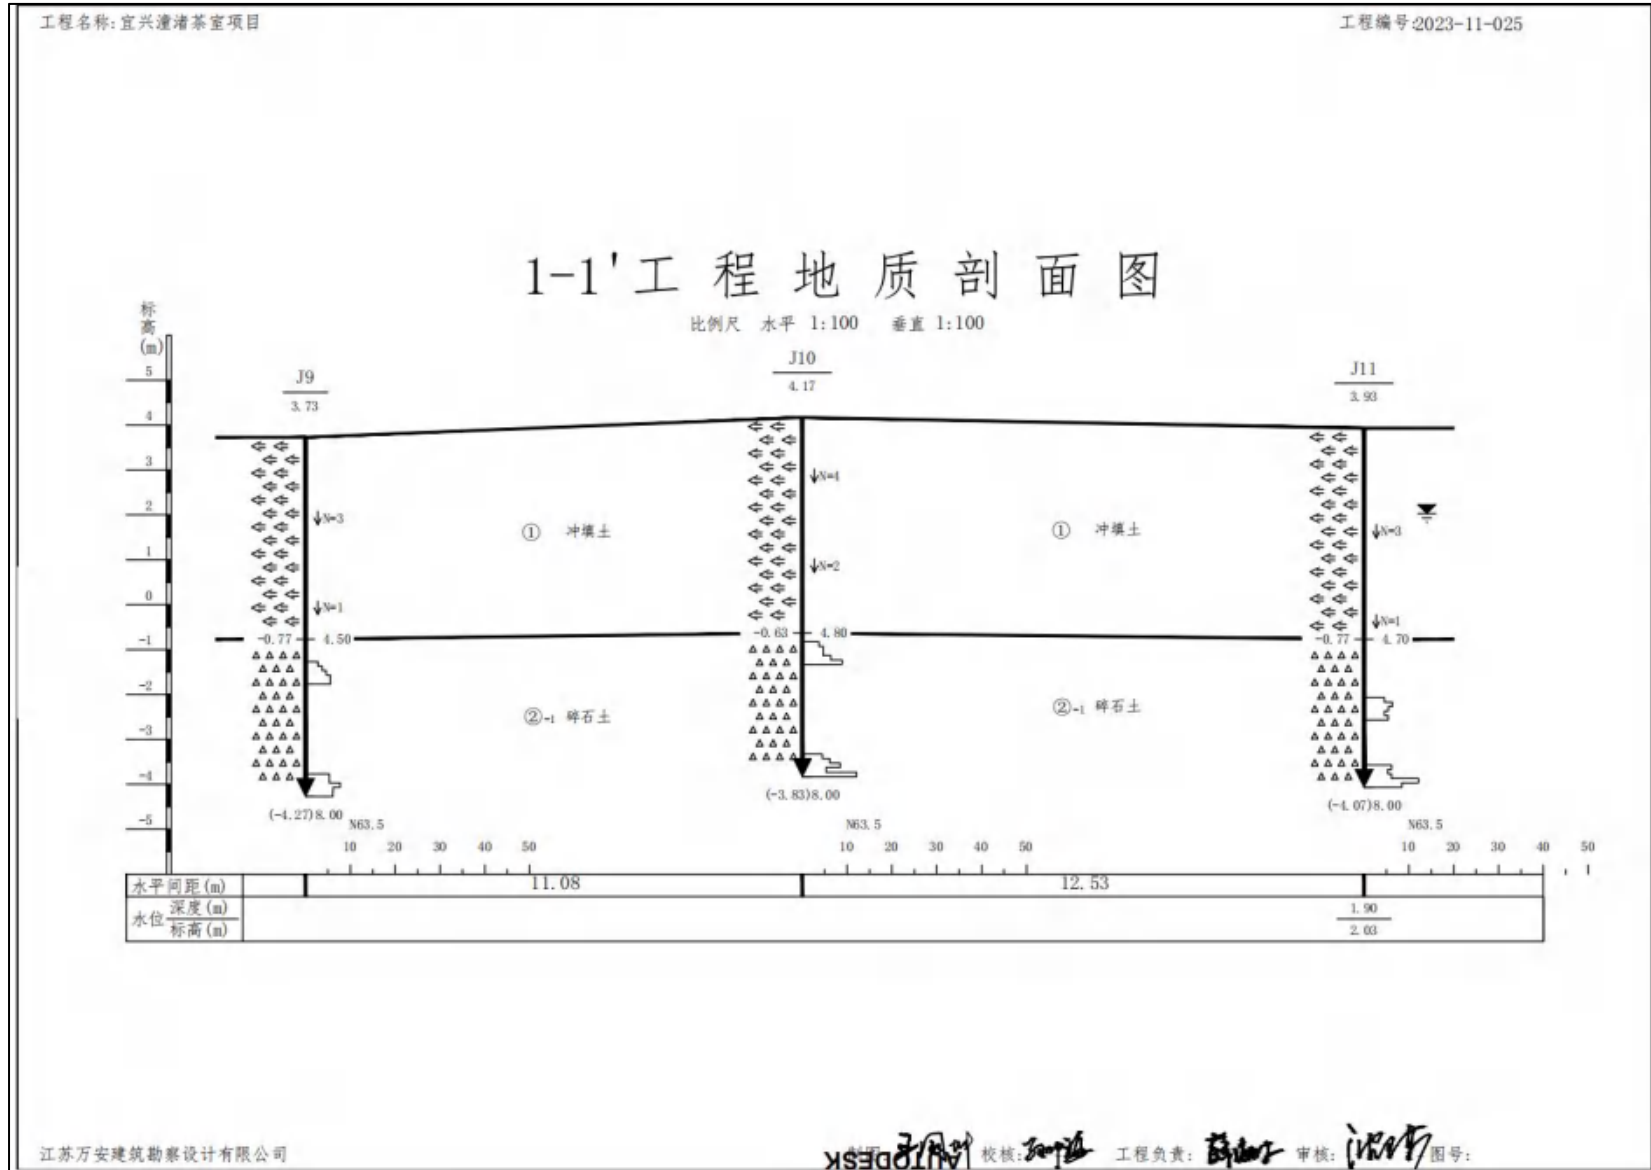 工程名称:宜兴潼渚茶室项目
工程编号:2023-11-025
1-1'工程地质剖面图
比例尺 水平 1:100 垂直 1:100
标高(m)
5
4
3
2
1
0
-1
-2
-3
-4
-5
J9
3.73
J10
4.17
J11
3.93
N=3
N=1
N=4
N=2
N=3
N=1
① 冲填土
① 冲填土
-0.77 4.50
-0.63 4.80
-0.77 4.70
②-1 碎石土
②-1 碎石土
(-4.27)8.00
(-3.83)8.00
(-4.07)8.00
N63.5
N63.5
N63.5
10 20 30 40 50
10 20 30 40 50
10 20 30 40 50
水平间距(m) 11.08 12.53
水位 深度(m) 1.90
标高(m) 2.03
江苏万安建筑勘察设计有限公司
AUTODESK
校核:
工程负责:
审核:
图号: